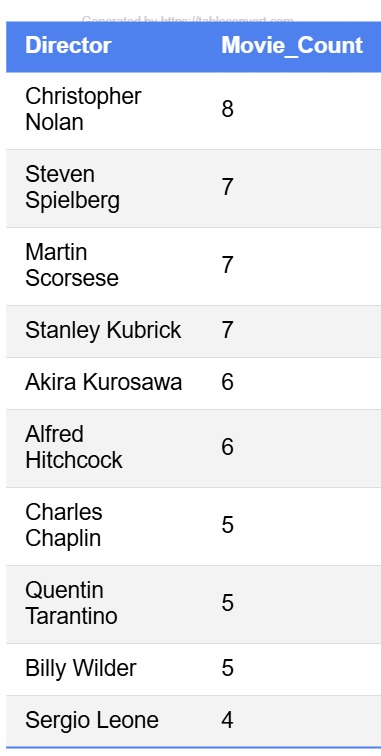 Generated by https://tableconvert.com
Director Movie_Count
Christopher
Nolan 8
Steven
Spielberg 7
Martin
Scorsese 7
Stanley Kubrick 7
Akira Kurosawa 6
Alfred
Hitchcock 6
Charles
Chaplin 5
Quentin
Tarantino 5
Billy Wilder 5
Sergio Leone 4